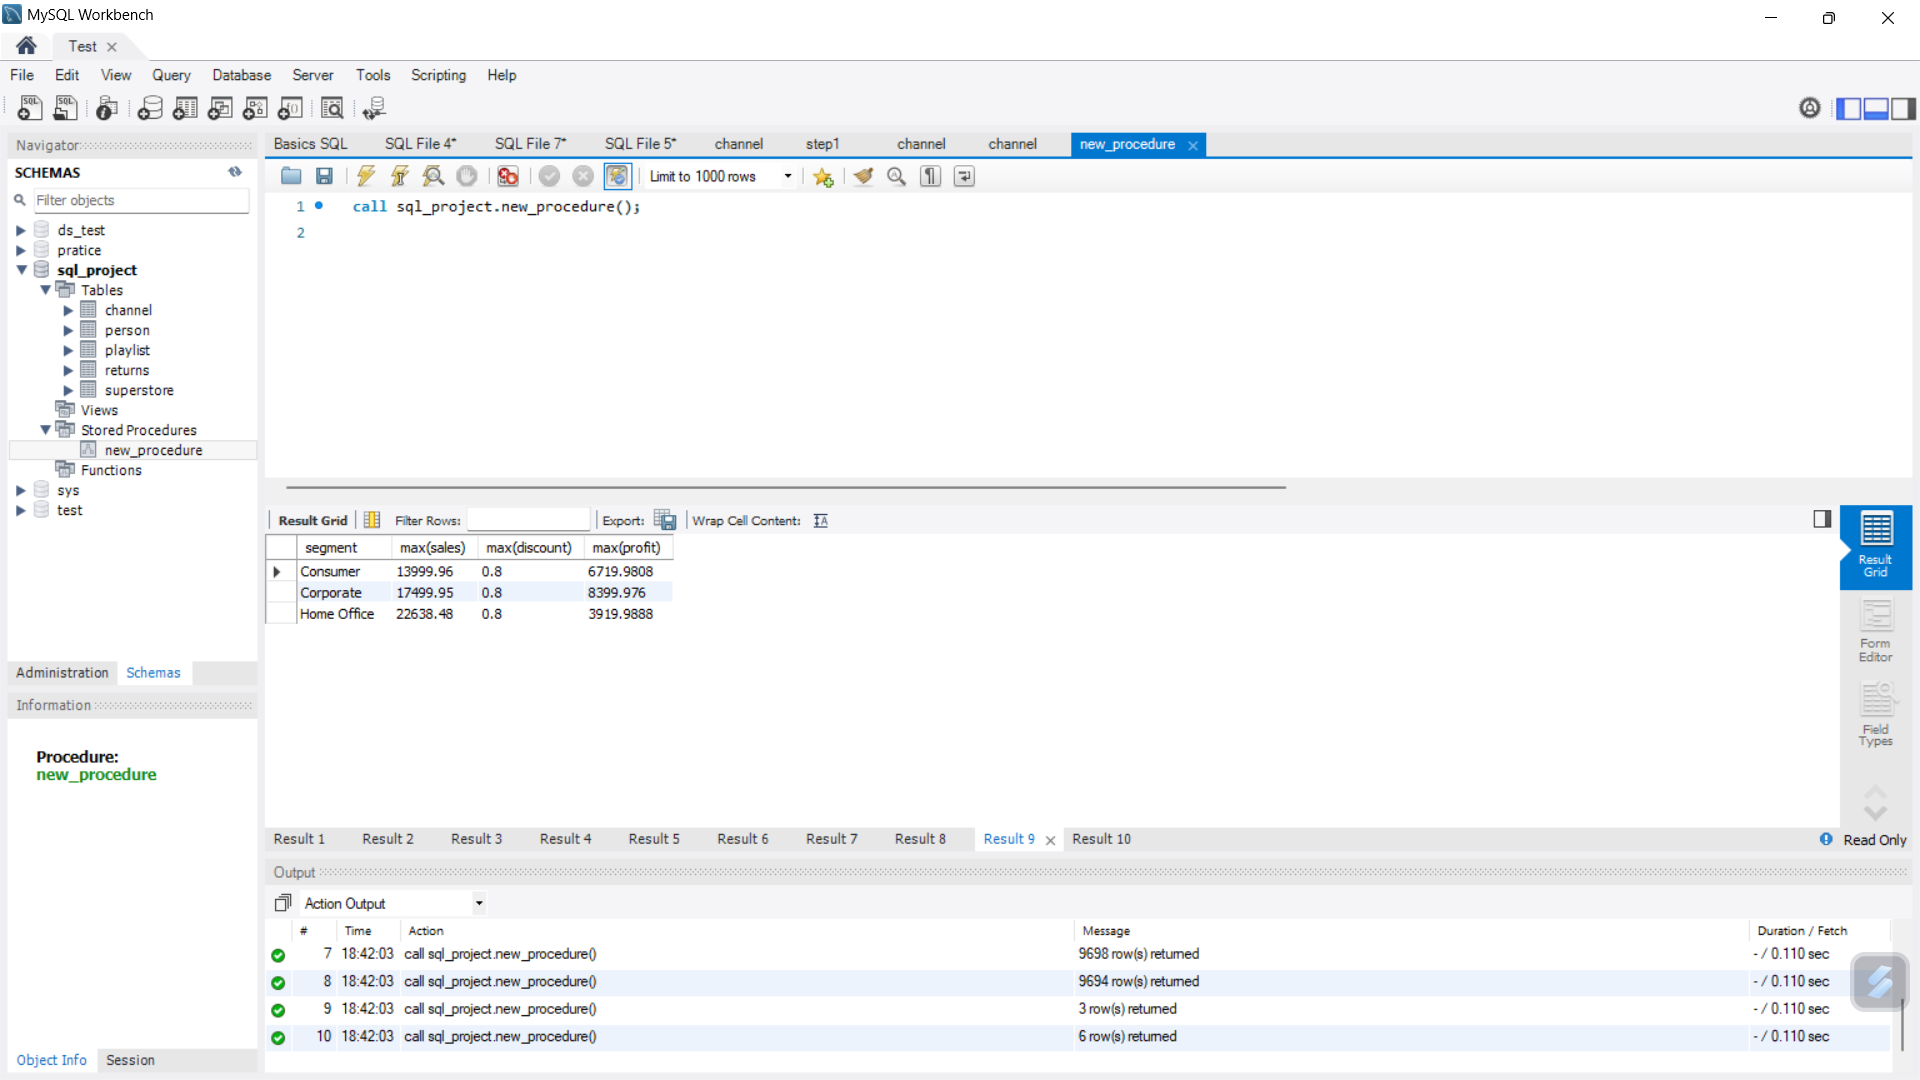 MySQL Workbench
Test
File Edit View Query Database Server Tools Scripting Help
Navigator
SCHEMAS
Filter objects
ds_test
pratice
sql_project
Tables
channel
person
playlist
returns
superstore
Views
Stored Procedures
new_procedure
Functions
sys
test
Administration Schemas
Information
Procedure:
new_procedure
Object Info Session
Basics SQL SQL File 4* SQL File 7* SQL File 5* channel step1 channel channel new_procedure
Limit to 1000 rows
1 call sql_project.new_procedure();
2
Result Grid Filter Rows: Export: Wrap Cell Content:
segment max(sales) max(discount) max(profit)
Consumer 13999.96 0.8 6719.9808
Corporate 17499.95 0.8 8399.976
Home Office 22638.48 0.8 3919.9888
Result
Grid
Form
Editor
Field
Types
Result 1 Result 2 Result 3 Result 4 Result 5 Result 6 Result 7 Result 8 Result 9 Result 10 Read Only
Output
Action Output
# Time Action Message Duration / Fetch
7 18:42:03 call sql_project.new_procedure() 9698 row(s) returned - / 0.110 sec
8 18:42:03 call sql_project.new_procedure() 9694 row(s) returned - / 0.110 sec
9 18:42:03 call sql_project.new_procedure() 3 row(s) returned - / 0.110 sec
10 18:42:03 call sql_project.new_procedure() 6 row(s) returned - / 0.110 sec